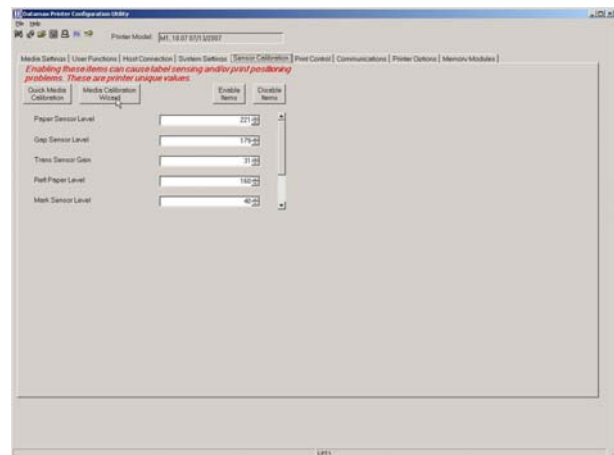 Datamax Printer Configuration Utility
File Help
Printer Model: M1, 10.07 07/13/2007
Media Settings User Functions Host Connection System Settings Sensor Calibration Print Control Communications Printer Options Memory Modules
Enabling these items can cause label sensing and/or print positioning
problems. These are printer unique values.
Quick Media Calibration Media Calibration Wizard Enable Items Disable Items
Paper Sensor Level 221
Gap Sensor Level 179
Trans Sensor Gain 31
Refl Paper Level 160
Mark Sensor Level 40